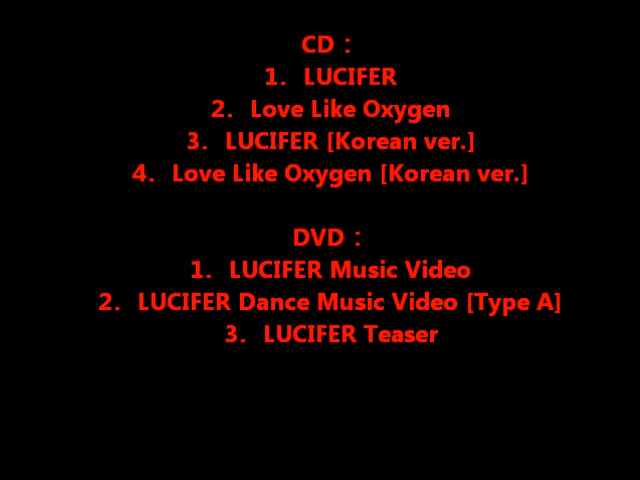 CD :
1. LUCIFER
2. Love Like Oxygen
3. LUCIFER [Korean ver.]
4. Love Like Oxygen [Korean ver.]
DVD :
1. LUCIFER Music Video
2. LUCIFER Dance Music Video [Type A]
3. LUCIFER Teaser